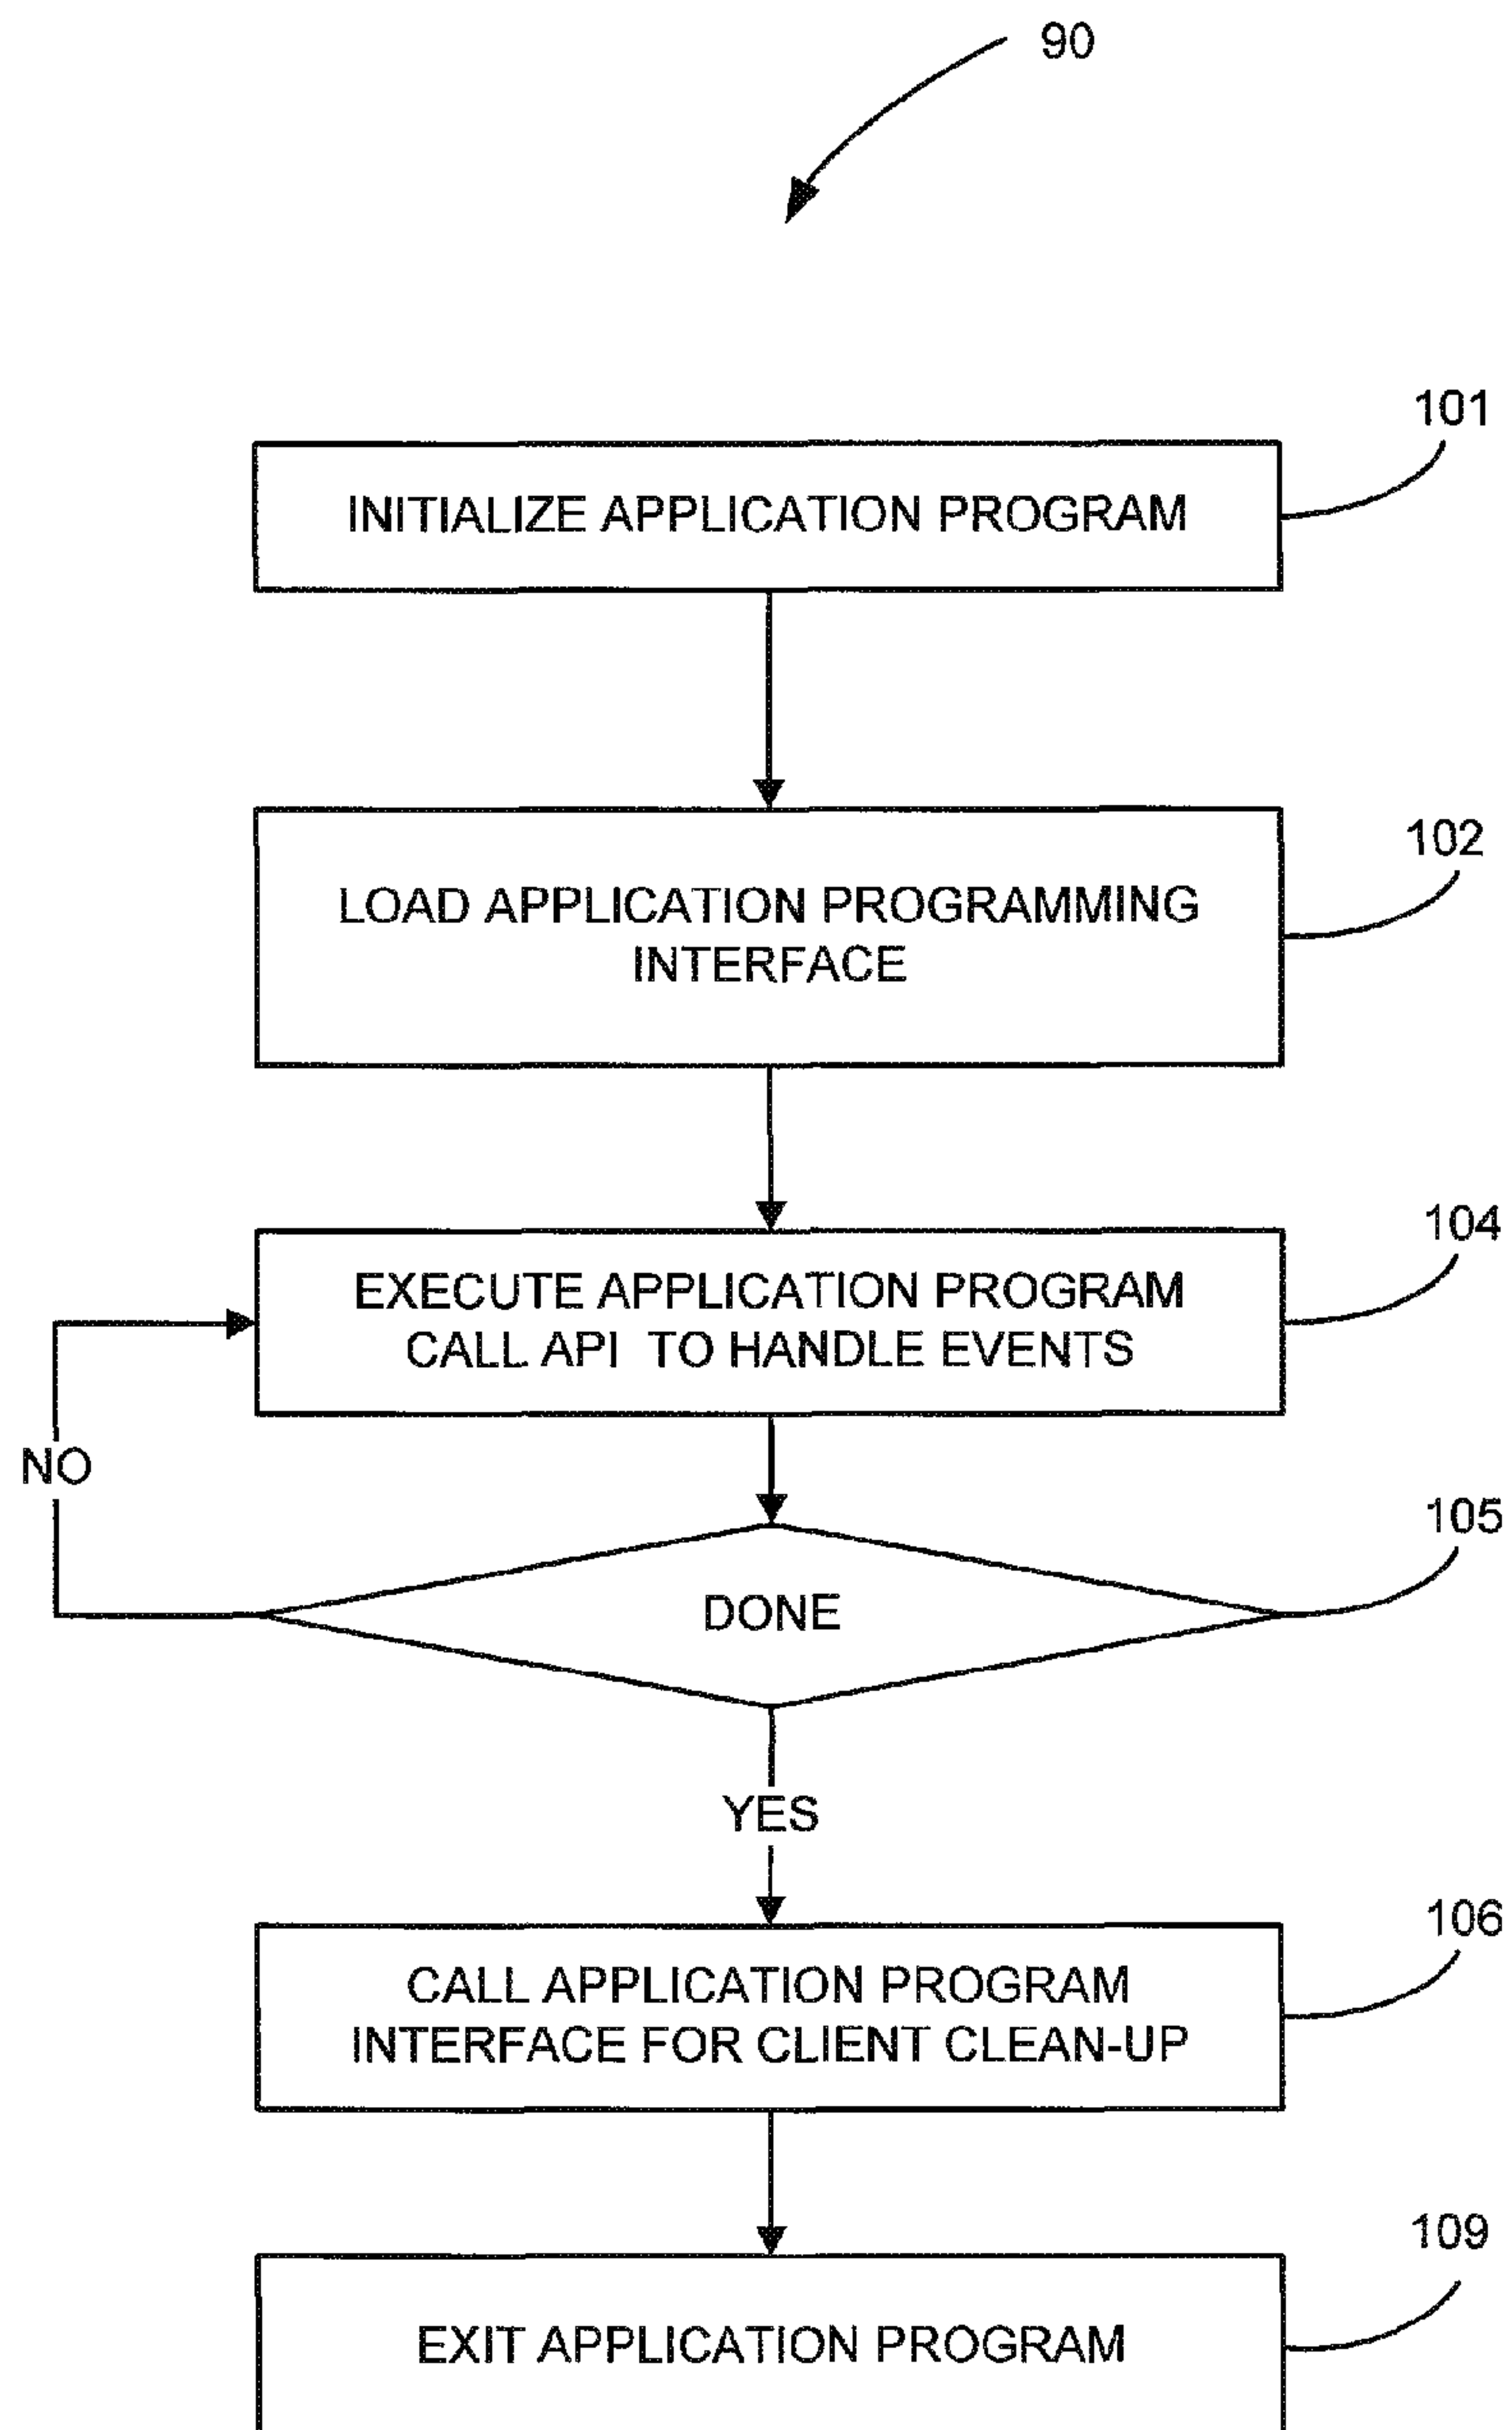 90
101
INITIALIZE APPLICATION PROGRAM
102
LOAD APPLICATION PROGRAMMING
INTERFACE
104
EXECUTE APPLICATION PROGRAM
CALL API TO HANDLE EVENTS
NO
105
DONE
YES
106
CALL APPLICATION PROGRAM
INTERFACE FOR CLIENT CLEAN-UP
109
EXIT APPLICATION PROGRAM